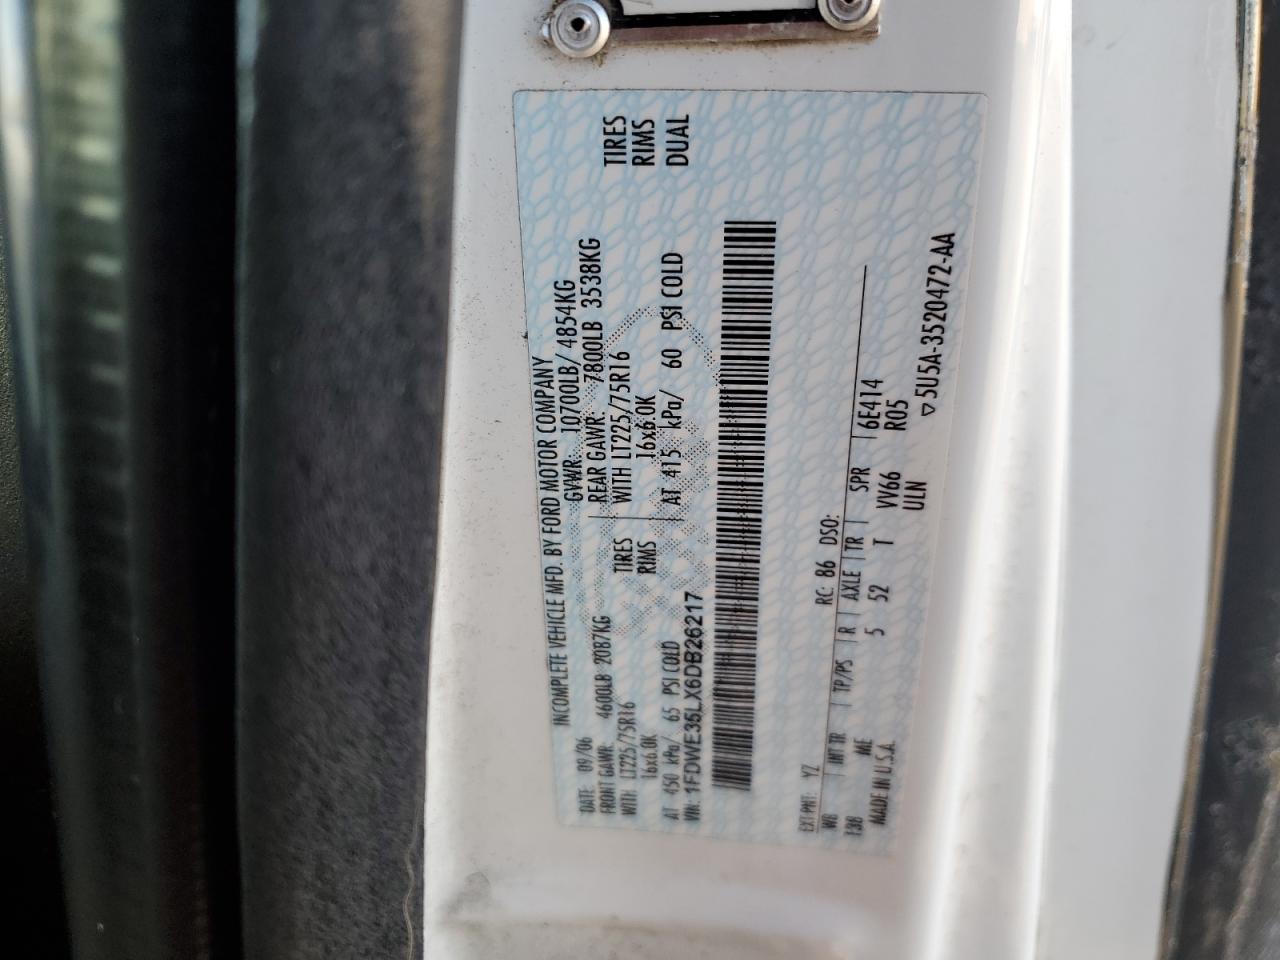 INCOMPLETE VEHICLE MFD. BY FORD MOTOR COMPANY
DATE: 09/06 GVWR: 10700LB/ 4854KG
FRONT GAWR: 4600LB 2087KG REAR GAWR: 7800LB 3538KG
WITH LT225/75R16 TIRES WITH LT225/75R16 TIRES
16x6.0K RIMS 16x6.0K RIMS
AT 450 kPa/ 65 PSI COLD AT 415 kPa/ 60 PSI COLD DUAL
VIN: 1FDWE35LX6DB26217
EXT PNT: YZ RC: 86 DSO:
WB INT TR TP/PS R AXLE TR SPR 6E414
138 ME 5 52 T VV66 R05
MADE IN U.S.A. ULN
▽5U5A-3520472-AA